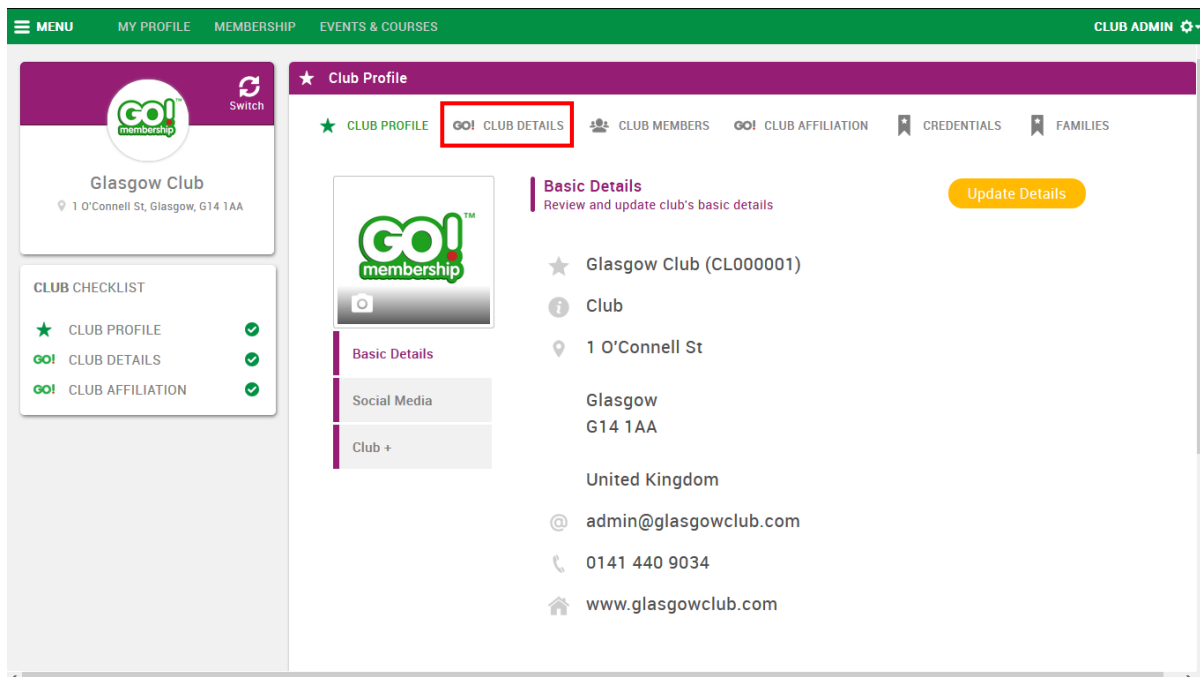 MENU MY PROFILE MEMBERSHIP EVENTS & COURSES CLUB ADMIN
GO!™
membership
Switch
Glasgow Club
1 O'Connell St, Glasgow, G14 1AA
CLUB CHECKLIST
CLUB PROFILE
GO! CLUB DETAILS
GO! CLUB AFFILIATION
Club Profile
CLUB PROFILE GO! CLUB DETAILS CLUB MEMBERS GO! CLUB AFFILIATION CREDENTIALS FAMILIES
GO!™
membership
Basic Details
Social Media
Club +
Basic Details
Review and update club's basic details
Update Details
Glasgow Club (CL000001)
Club
1 O'Connell St
Glasgow
G14 1AA
United Kingdom
admin@glasgowclub.com
0141 440 9034
www.glasgowclub.com